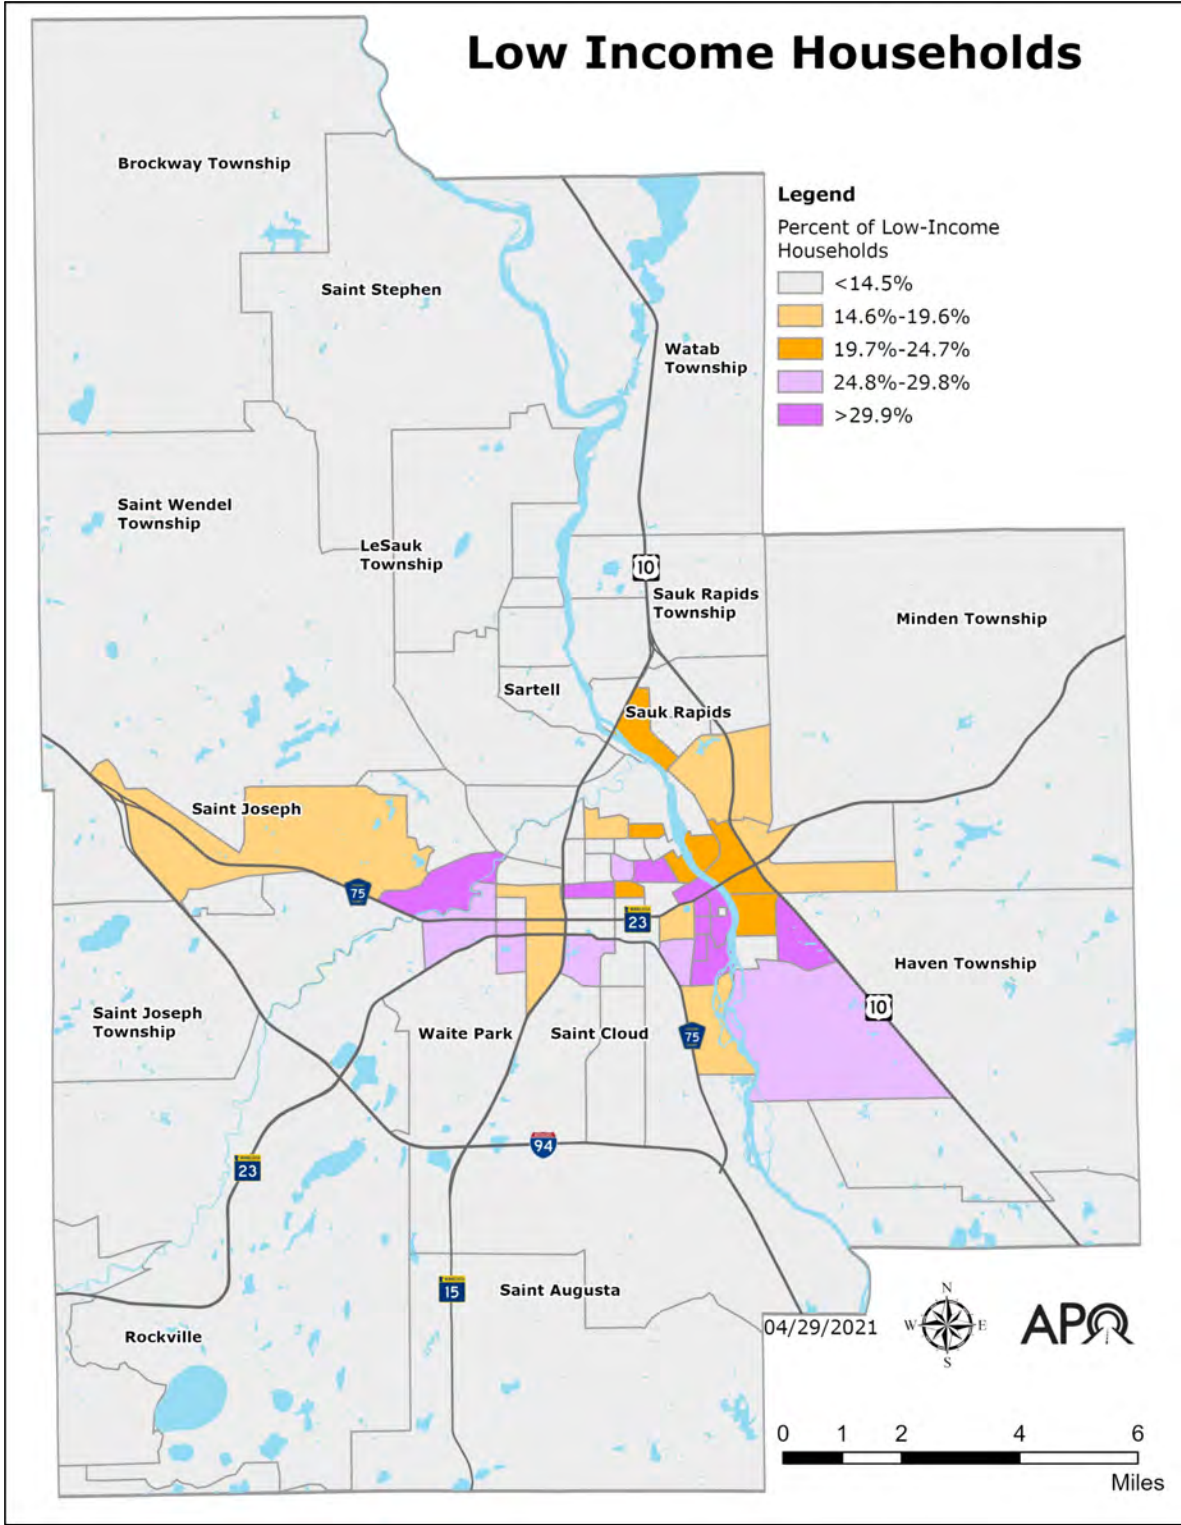 Low Income Households
Brockway Township
Legend
Percent of Low-Income
Households
<14.5%
14.6%-19.6%
19.7%-24.7%
24.8%-29.8%
>29.9%
Saint Stephen
Watab
Township
Saint Wendel
Township
LeSauk
Township
10
Sauk Rapids
Township
Minden Township
Sartell
Sauk Rapids
Saint Joseph
75
23
Haven Township
10
Saint Joseph
Township
Waite Park
Saint Cloud
75
94
23
15
Saint Augusta
Rockville
04/29/2021
N
W
E
S
APO
0 1 2 4 6
Miles